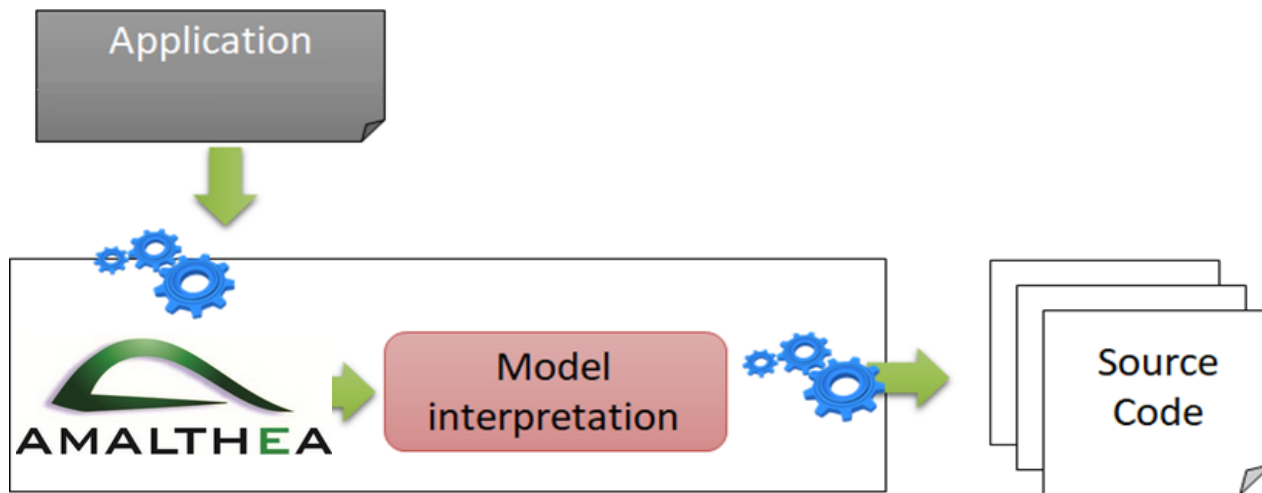 Application
AMALTHEA
Model
interpretation
Source
Code